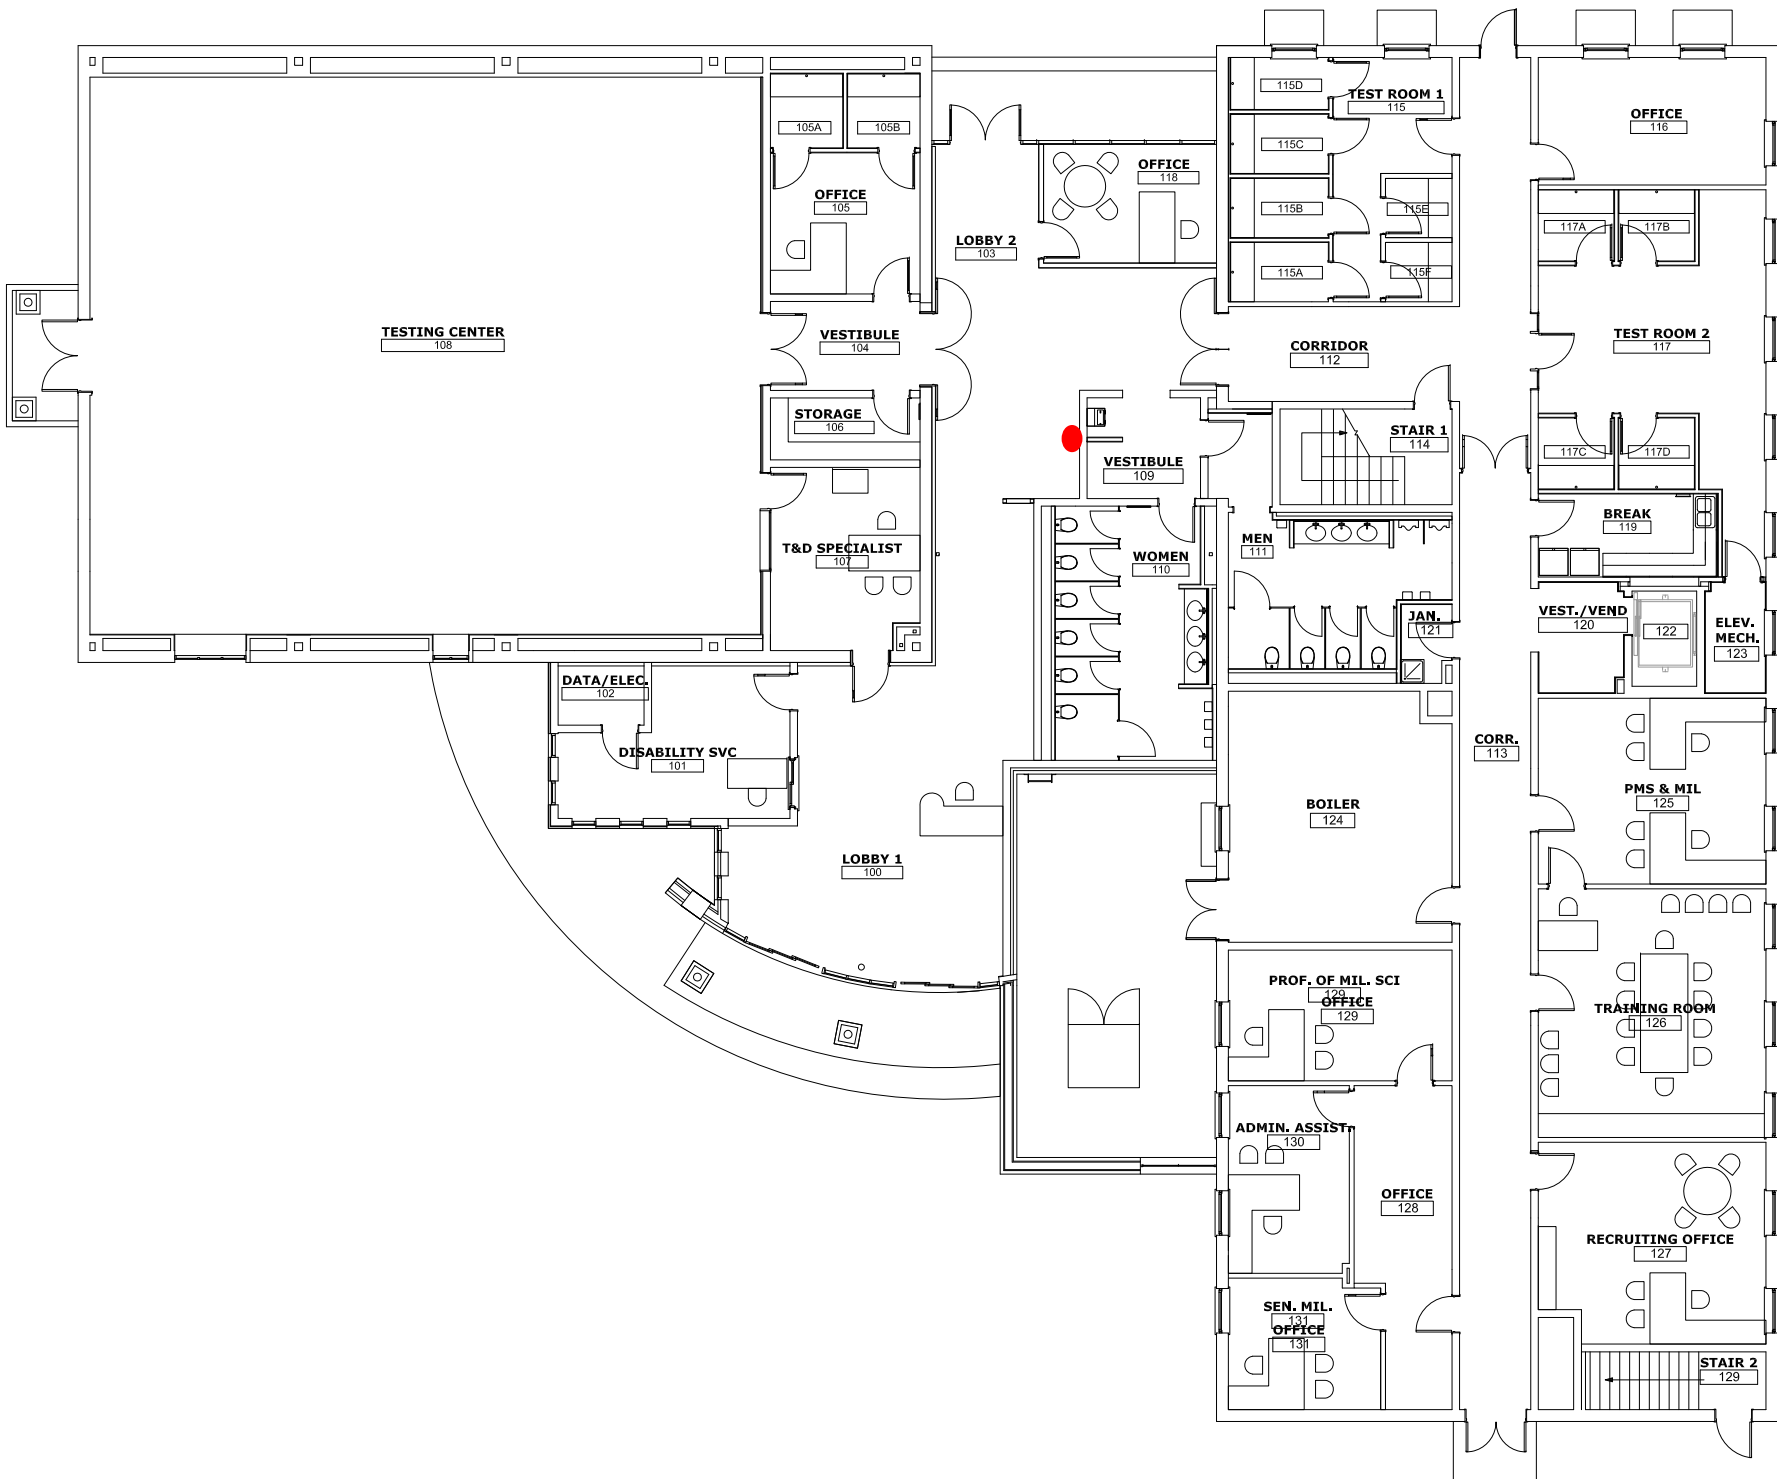 115D
TEST ROOM 1
115
115C
115B
115E
115A
115F
OFFICE
116
105A
105B
OFFICE
105
OFFICE
118
LOBBY 2
103
117A
117B
TESTING CENTER
108
VESTIBULE
104
CORRIDOR
112
TEST ROOM 2
117
STORAGE
106
STAIR 1
114
117C
117D
VESTIBULE
109
BREAK
119
T&D SPECIALIST
107
WOMEN
110
MEN
111
JAN.
121
VEST./VEND
120
122
ELEV.
MECH.
123
DATA/ELEC.
102
DISABILITY SVC
101
CORR.
113
BOILER
124
PMS & MIL
125
LOBBY 1
100
PROF. OF MIL. SCI
129
OFFICE
129
TRAINING ROOM
126
ADMIN. ASSIST.
130
OFFICE
128
RECRUITING OFFICE
127
SEN. MIL.
131
OFFICE
131
STAIR 2
129